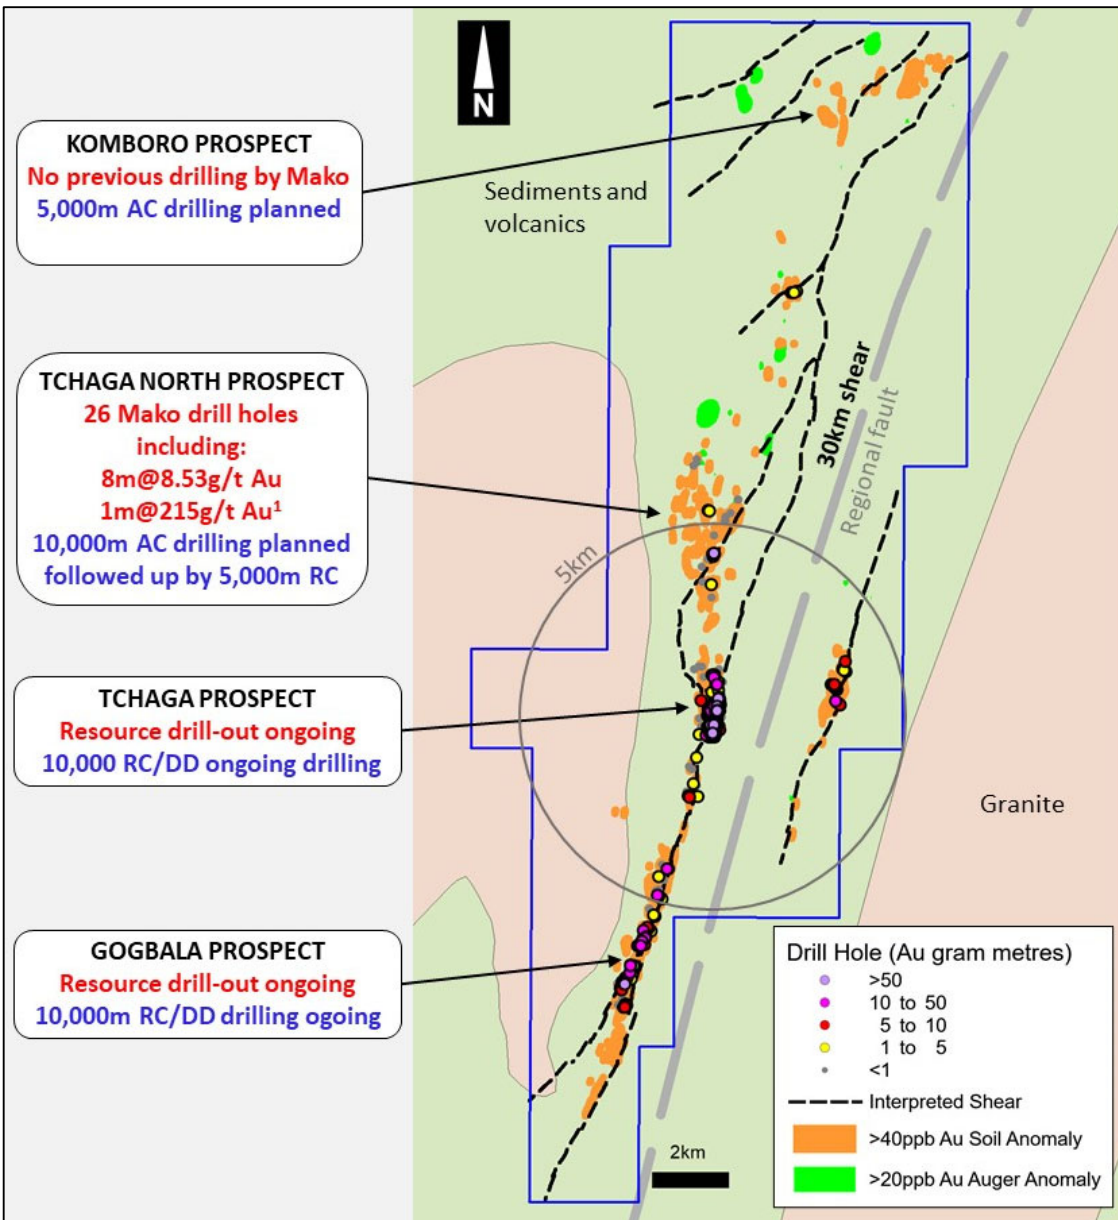 N
KOMBORO PROSPECT
No previous drilling by Mako
5,000m AC drilling planned
Sediments and
volcanics
TCHAGA NORTH PROSPECT
26 Mako drill holes
including:
8m@8.53g/t Au
1m@215g/t Au¹
10,000m AC drilling planned
followed up by 5,000m RC
30km shear
Regional fault
5km
TCHAGA PROSPECT
Resource drill-out ongoing
10,000 RC/DD ongoing drilling
Granite
GOGBALA PROSPECT
Resource drill-out ongoing
10,000m RC/DD drilling ogoing
2km
Drill Hole (Au gram metres)
>50
10 to 50
5 to 10
1 to 5
<1
Interpreted Shear
>40ppb Au Soil Anomaly
>20ppb Au Auger Anomaly